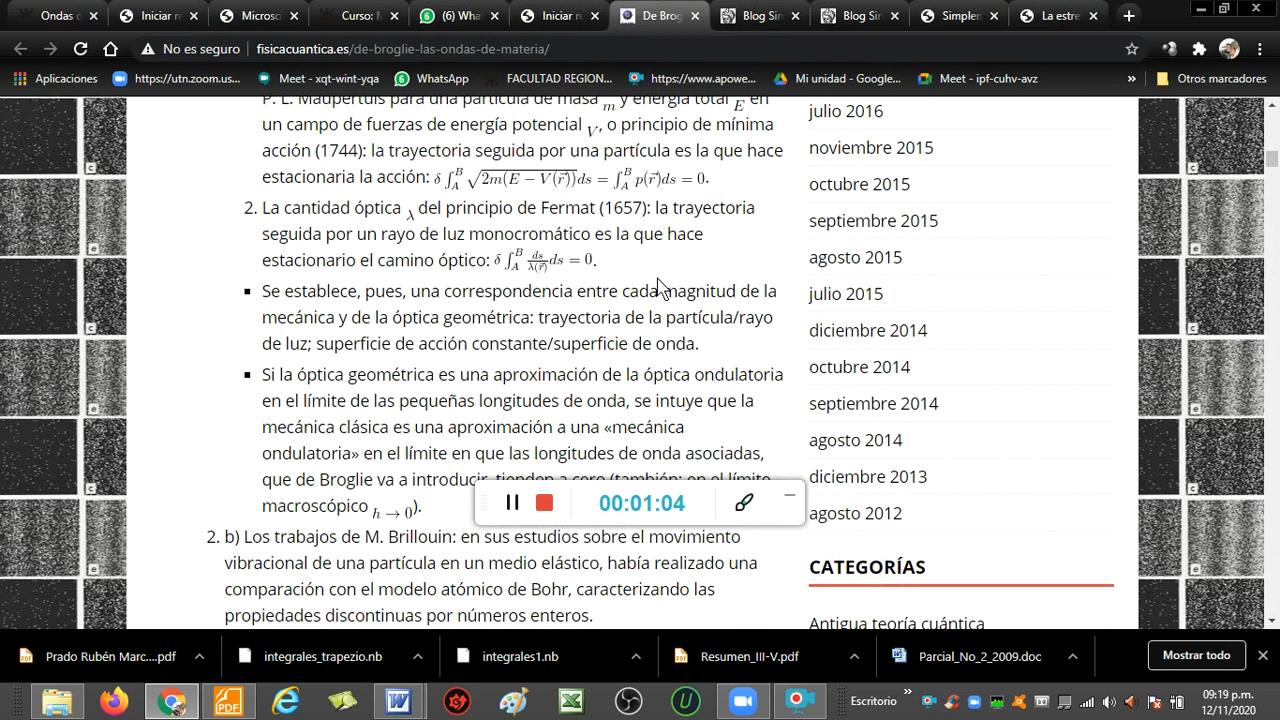 Ondas d
Iniciar re
Microso
Curso: M
(6) What
Iniciar re
De Brog
Blog Sin
Blog Sin
Simplem
La estre
No es seguro
fisicacuantica.es/de-broglie-las-ondas-de-materia/
Aplicaciones
https://utn.zoom.us...
Meet - xqt-wint-yqa
WhatsApp
FACULTAD REGION...
https://www.apowe...
Mi unidad - Google...
Meet - ipf-cuhv-avz
»
Otros marcadores
P. L. Maupertuis para una partícula de masa m y energía total E en
un campo de fuerzas de energía potencial V, o principio de mínima
acción (1744): la trayectoria seguida por una partícula es la que hace
estacionaria la acción: δ ∫_A^B √2m(E − V(r⃗))ds = ∫_A^B p(r⃗)ds = 0.
2. La cantidad óptica λ del principio de Fermat (1657): la trayectoria
seguida por un rayo de luz monocromático es la que hace
estacionario el camino óptico: δ ∫_A^B ds/λ(r⃗) ds = 0.
▪ Se establece, pues, una correspondencia entre cada magnitud de la
mecánica y de la óptica geométrica: trayectoria de la partícula/rayo
de luz; superficie de acción constante/superficie de onda.
▪ Si la óptica geométrica es una aproximación de la óptica ondulatoria
en el límite de las pequeñas longitudes de onda, se intuye que la
mecánica clásica es una aproximación a una «mecánica
ondulatoria» en el límite en que las longitudes de onda asociadas,
que de Broglie va a introducir, tienden a cero (también: en el límite
macroscópico h → 0).
2. b) Los trabajos de M. Brillouin: en sus estudios sobre el movimiento
vibracional de una partícula en un medio elástico, había realizado una
comparación con el modelo atómico de Bohr, caracterizando las
propiedades discontinuas por números enteros.
00:01:04
julio 2016
noviembre 2015
octubre 2015
septiembre 2015
agosto 2015
julio 2015
diciembre 2014
octubre 2014
septiembre 2014
agosto 2014
diciembre 2013
agosto 2012
CATEGORÍAS
Antigua teoría cuántica
c
e
c
e
c
e
c
e
Prado Rubén Marc....pdf
integrales_trapezio.nb
integrales1.nb
Resumen_III-V.pdf
Parcial_No_2_2009.doc
Mostrar todo
PDF
Escritorio
»
09:19 p.m.
12/11/2020